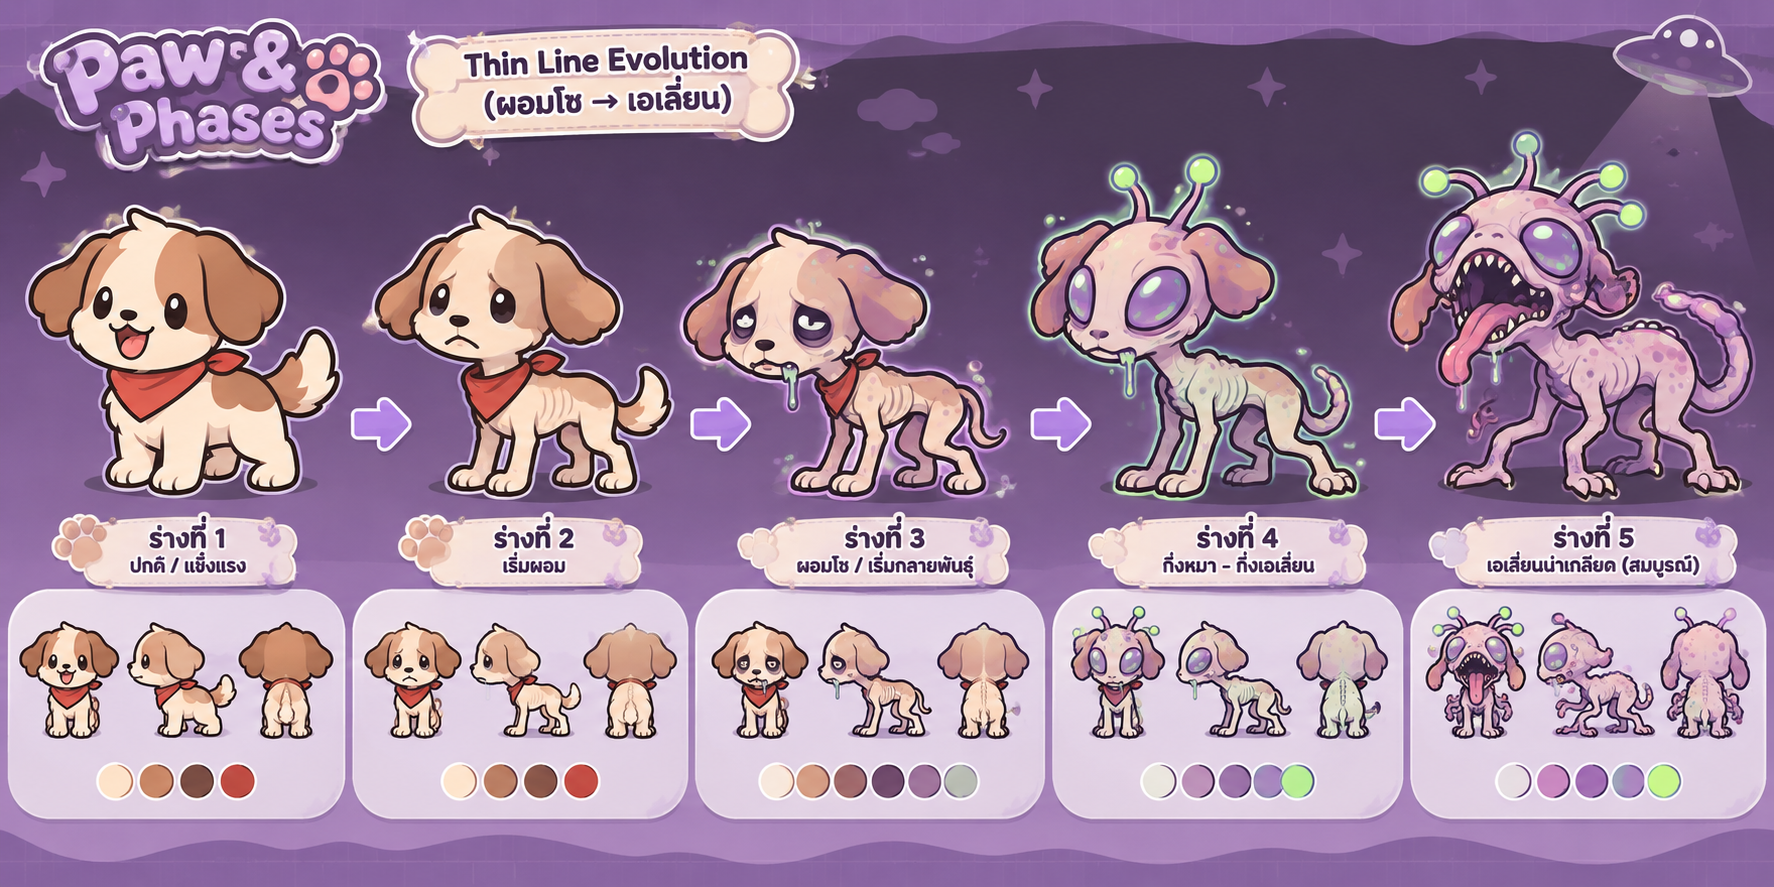 Paw's &
Phases
Thin Line Evolution
(ผอมโซ → เอเลี่ยน)
ร่างที่ 1
ปกติ / แข็งแรง
ร่างที่ 2
เริ่มผอม
ร่างที่ 3
ผอมโซ / เริ่มกลายพันธุ์
ร่างที่ 4
กึ่งหมา - กึ่งเอเลี่ยน
ร่างที่ 5
เอเลี่ยนน่าเกลียด (สมบูรณ์)